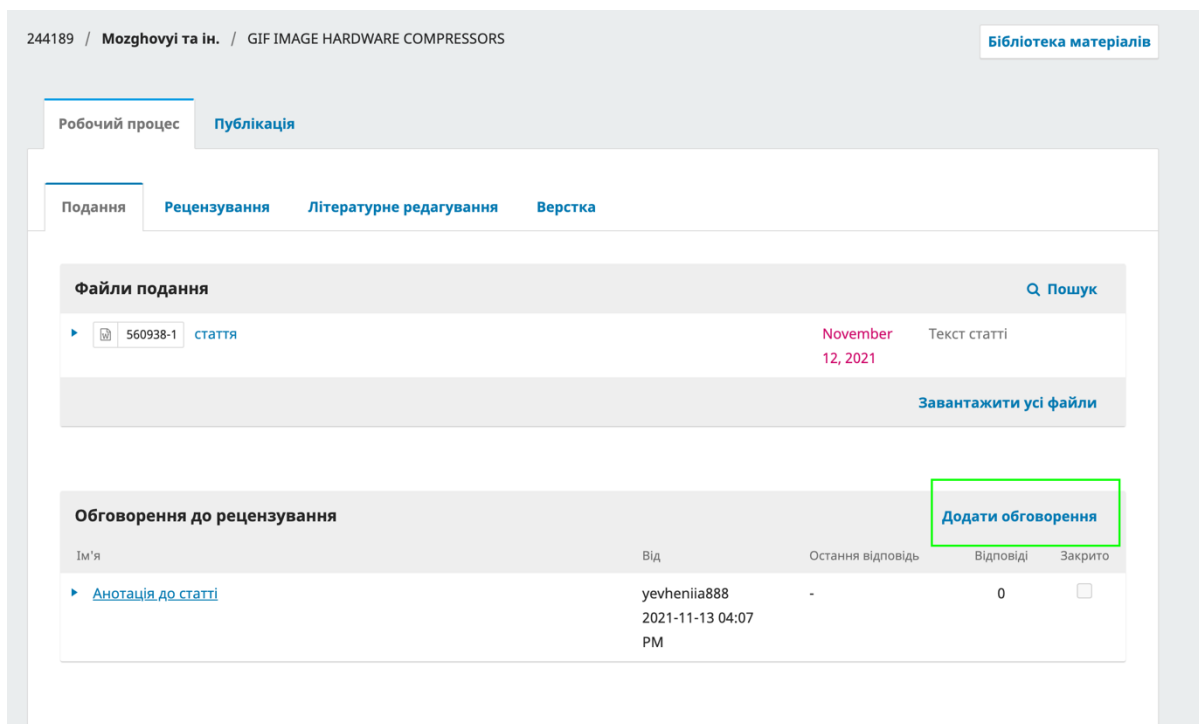 244189 / Mozghovyi та ін. / GIF IMAGE HARDWARE COMPRESSORS
Бібліотека матеріалів
Робочий процес Публікація
Подання Рецензування Літературне редагування Верстка
Файли подання Пошук
560938-1 стаття November 12, 2021 Текст статті
Завантажити усі файли
Обговорення до рецензування Додати обговорення
Ім'я Від Остання відповідь Відповіді Закрито
Анотація до статті yevheniia888 - 0
2021-11-13 04:07
PM